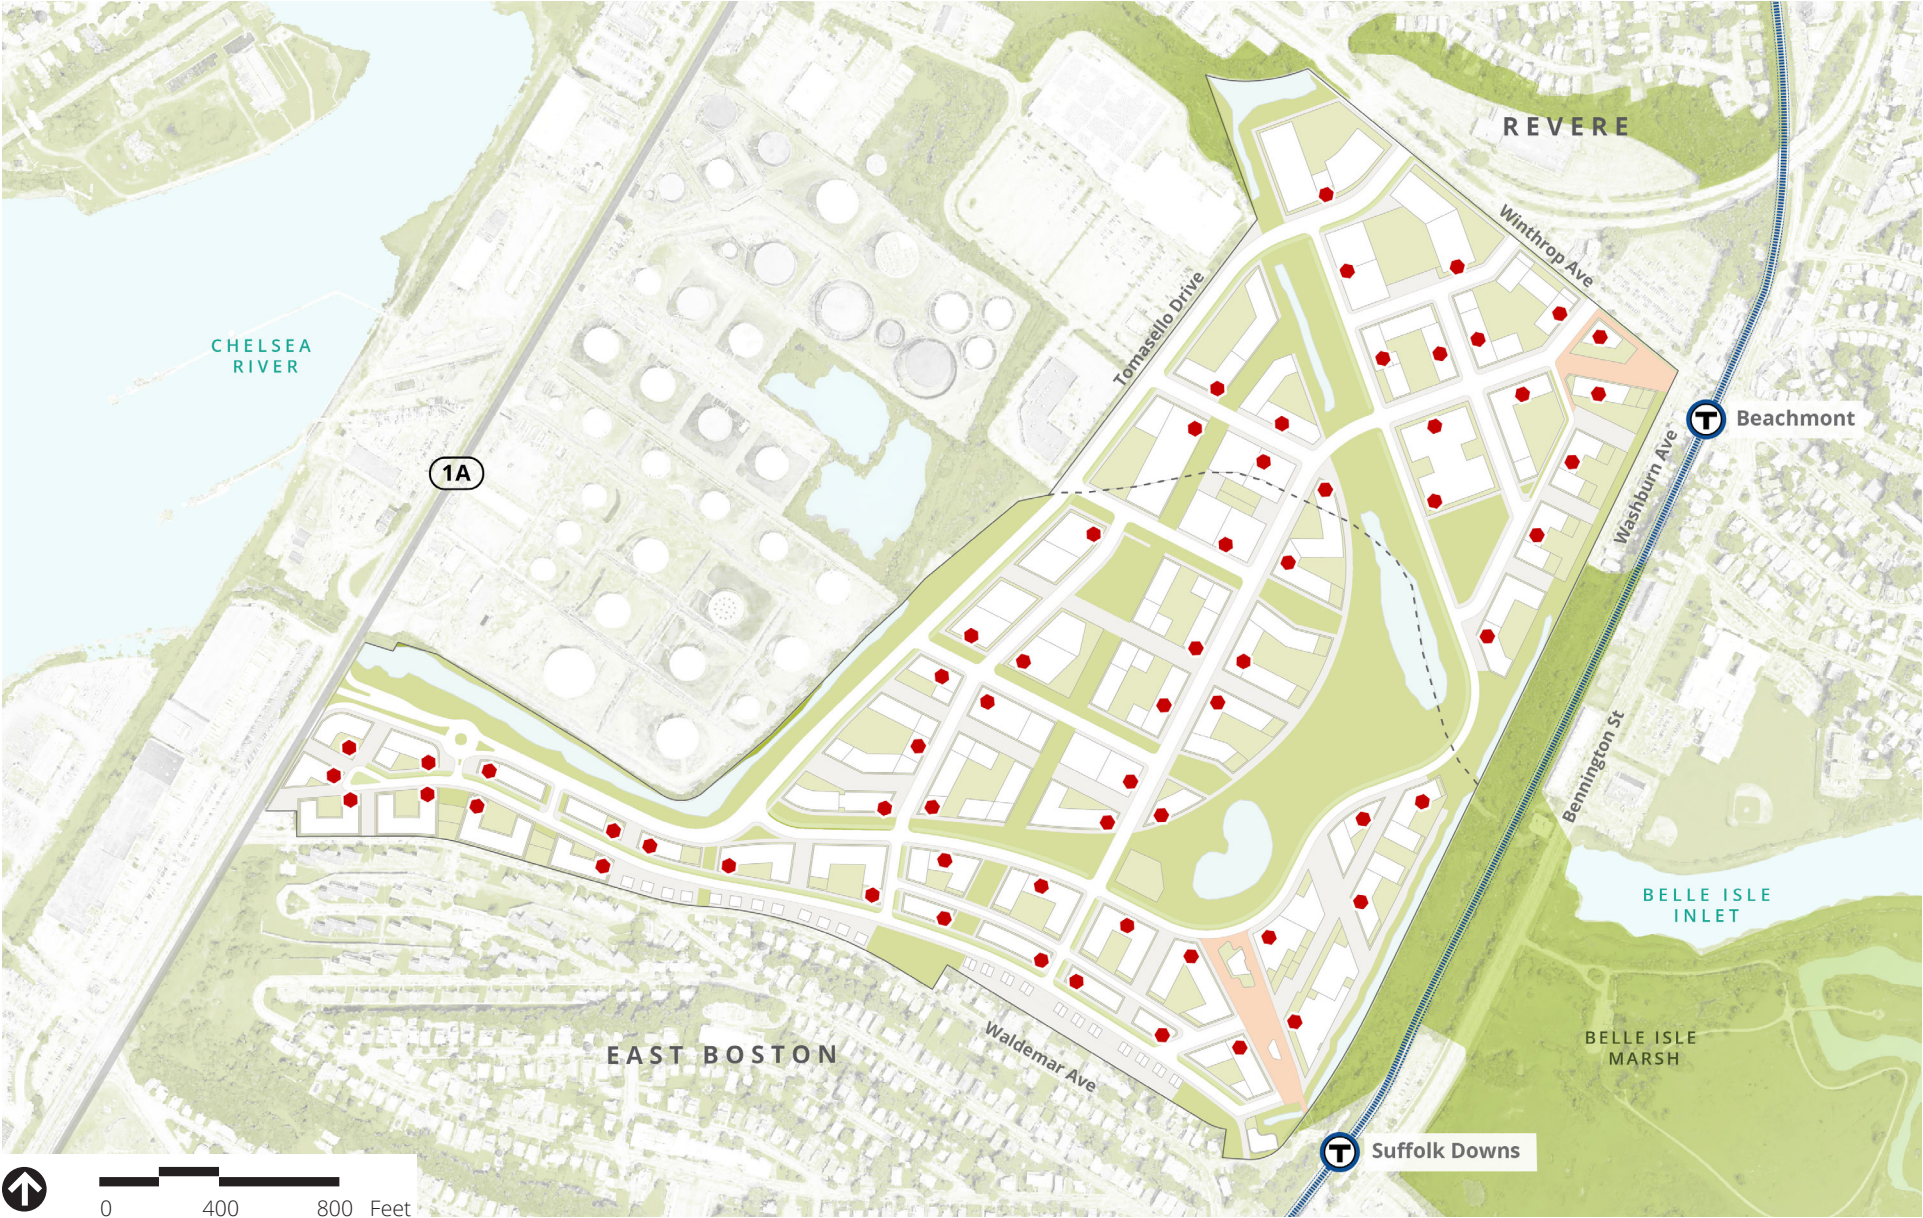 REVERE
Winthrop Ave
Tomasello Drive
CHELSEA
RIVER
T Beachmont
1A
Washburn Ave
Bennington St
BELLE ISLE
INLET
BELLE ISLE
MARSH
EAST BOSTON
Waldemar Ave
T Suffolk Downs
0 400 800 Feet